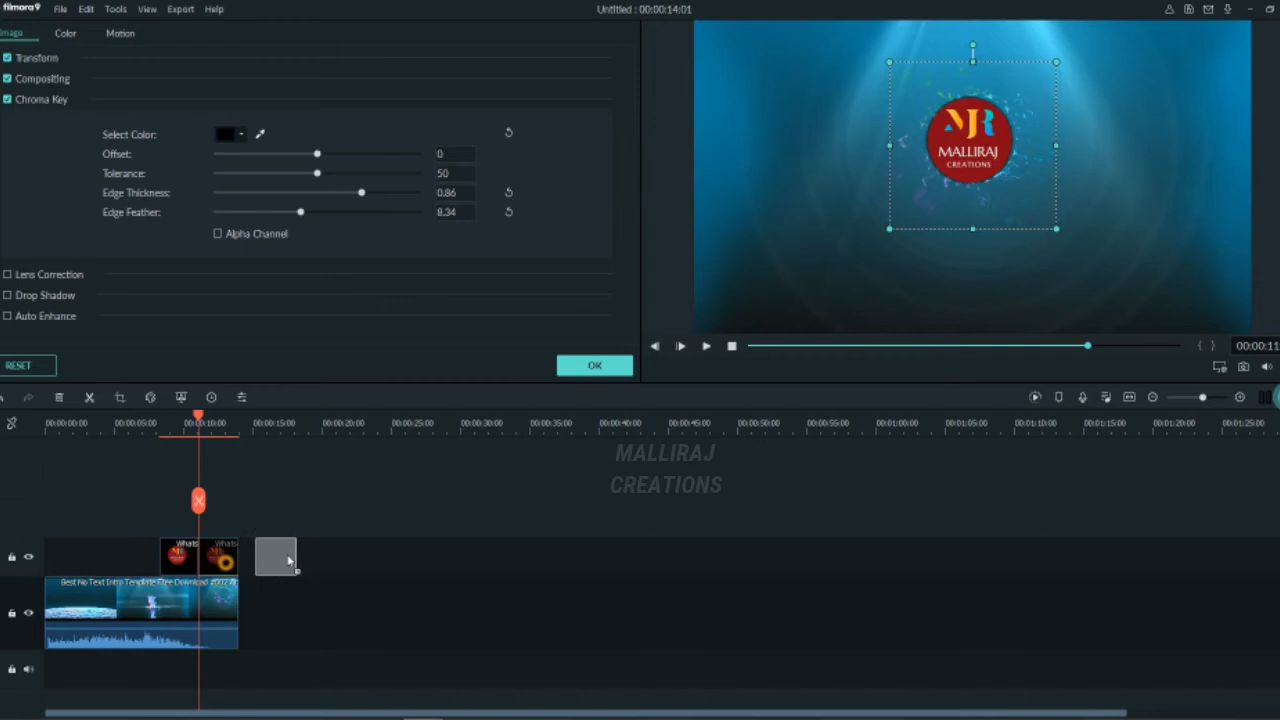 filmora9 File Edit Tools View Export Help Untitled : 00:00:14:01
Image Color Motion
Transform
Compositing
Chroma Key
Select Color:
Offset: 0
Tolerance: 50
Edge Thickness: 0.86
Edge Feather: 8.34
Alpha Channel
Lens Correction
Drop Shadow
Auto Enhance
RESET OK
MR
MALLIRAJ
CREATIONS
00:00:11
00:00:00:00 00:00:05:00 00:00:10:00 00:00:15:00 00:00:20:00 00:00:25:00 00:00:30:00 00:00:35:00 00:00:40:00 00:00:45:00 00:00:50:00 00:00:55:00 00:01:00:00 00:01:05:00 00:01:10:00 00:01:15:00 00:01:20:00 00:01:25:00
MALLIRAJ
CREATIONS
Whats Whats
Best No Text Intro Template Free Download #002